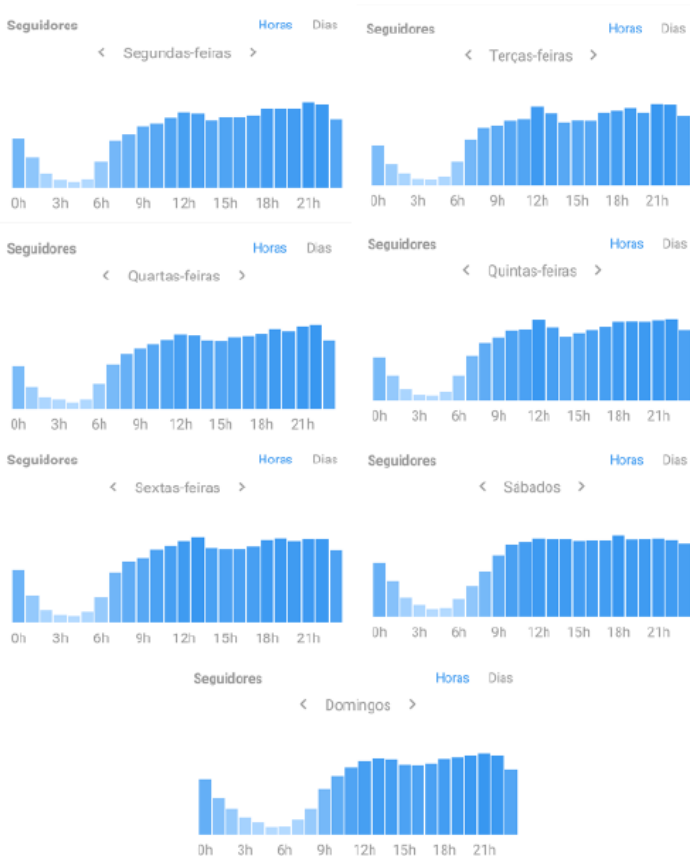 Seguidores Horas Dias
< Segundas-feiras >
0h 3h 6h 9h 12h 15h 18h 21h
Seguidores Horas Dias
< Terças-feiras >
0h 3h 6h 9h 12h 15h 18h 21h
Seguidores Horas Dias
< Quartas-feiras >
0h 3h 6h 9h 12h 15h 18h 21h
Seguidores Horas Dias
< Quintas-feiras >
0h 3h 6h 9h 12h 15h 18h 21h
Seguidores Horas Dias
< Sextas-feiras >
0h 3h 6h 9h 12h 15h 18h 21h
Seguidores Horas Dias
< Sábados >
0h 3h 6h 9h 12h 15h 18h 21h
Seguidores Horas Dias
< Domingos >
0h 3h 6h 9h 12h 15h 18h 21h